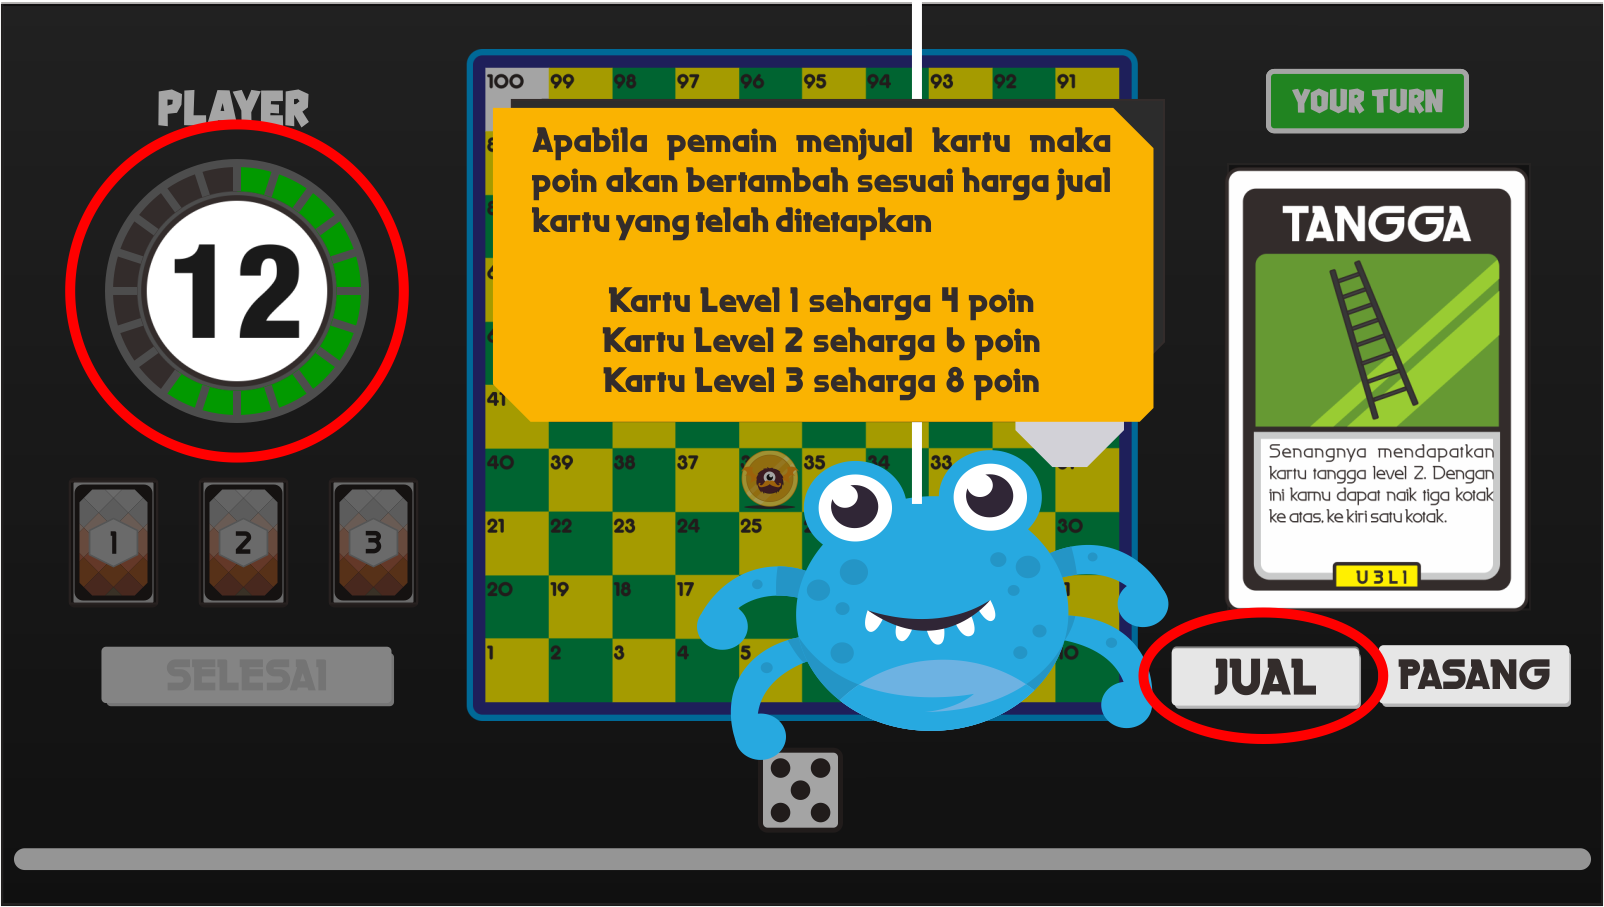 100 99 98 97 96 95 94 93 92 91
PLAYER
YOUR TURN
Apabila pemain menjual kartu maka
poin akan bertambah sesuai harga jual
kartu yang telah ditetapkan
Kartu Level 1 seharga 4 poin
Kartu Level 2 seharga 6 poin
Kartu Level 3 seharga 8 poin
12
TANGGA
Senangnya mendapatkan
kartu tangga level 2. Dengan
ini kamu dapat naik tiga kotak
ke atas, ke kiri satu kotak.
U3L1
41
40 39 38 37 35 34 33
21 22 23 24 25 30
20 19 18 17
1 2 3 4 5 10
1 2 3
SELESAI
JUAL
PASANG